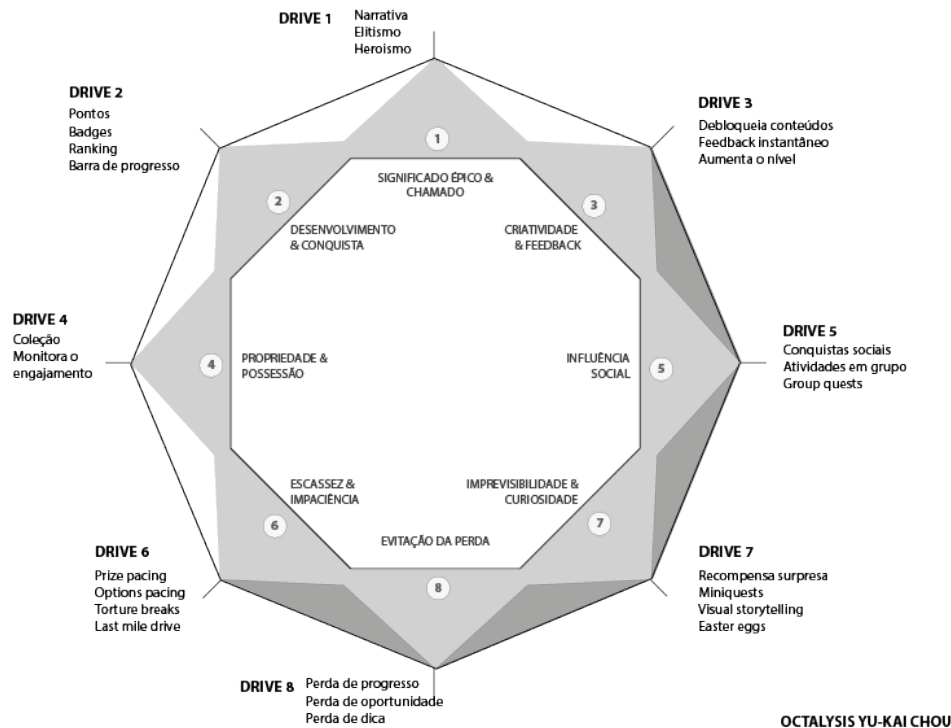 DRIVE 1
Narrativa
Elitismo
Heroismo
DRIVE 2
Pontos
Badges
Ranking
Barra de progresso
DRIVE 3
Debloqueia conteúdos
Feedback instantâneo
Aumenta o nível
1
SIGNIFICADO ÉPICO &
CHAMADO
2
DESENVOLVIMENTO
& CONQUISTA
3
CRIATIVIDADE
& FEEDBACK
DRIVE 4
Coleção
Monitora o
engajamento
4
PROPRIEDADE &
POSSESSÃO
INFLUÊNCIA
SOCIAL
5
DRIVE 5
Conquistas sociais
Atividades em grupo
Group quests
ESCASSEZ &
IMPACIÊNCIA
6
IMPREVISIBILIDADE &
CURIOSIDADE
7
EVITAÇÃO DA PERDA
8
DRIVE 6
Prize pacing
Options pacing
Torture breaks
Last mile drive
DRIVE 7
Recompensa surpresa
Miniquests
Visual storytelling
Easter eggs
DRIVE 8
Perda de progresso
Perda de oportunidade
Perda de dica
OCTALYSIS YU-KAI CHOU